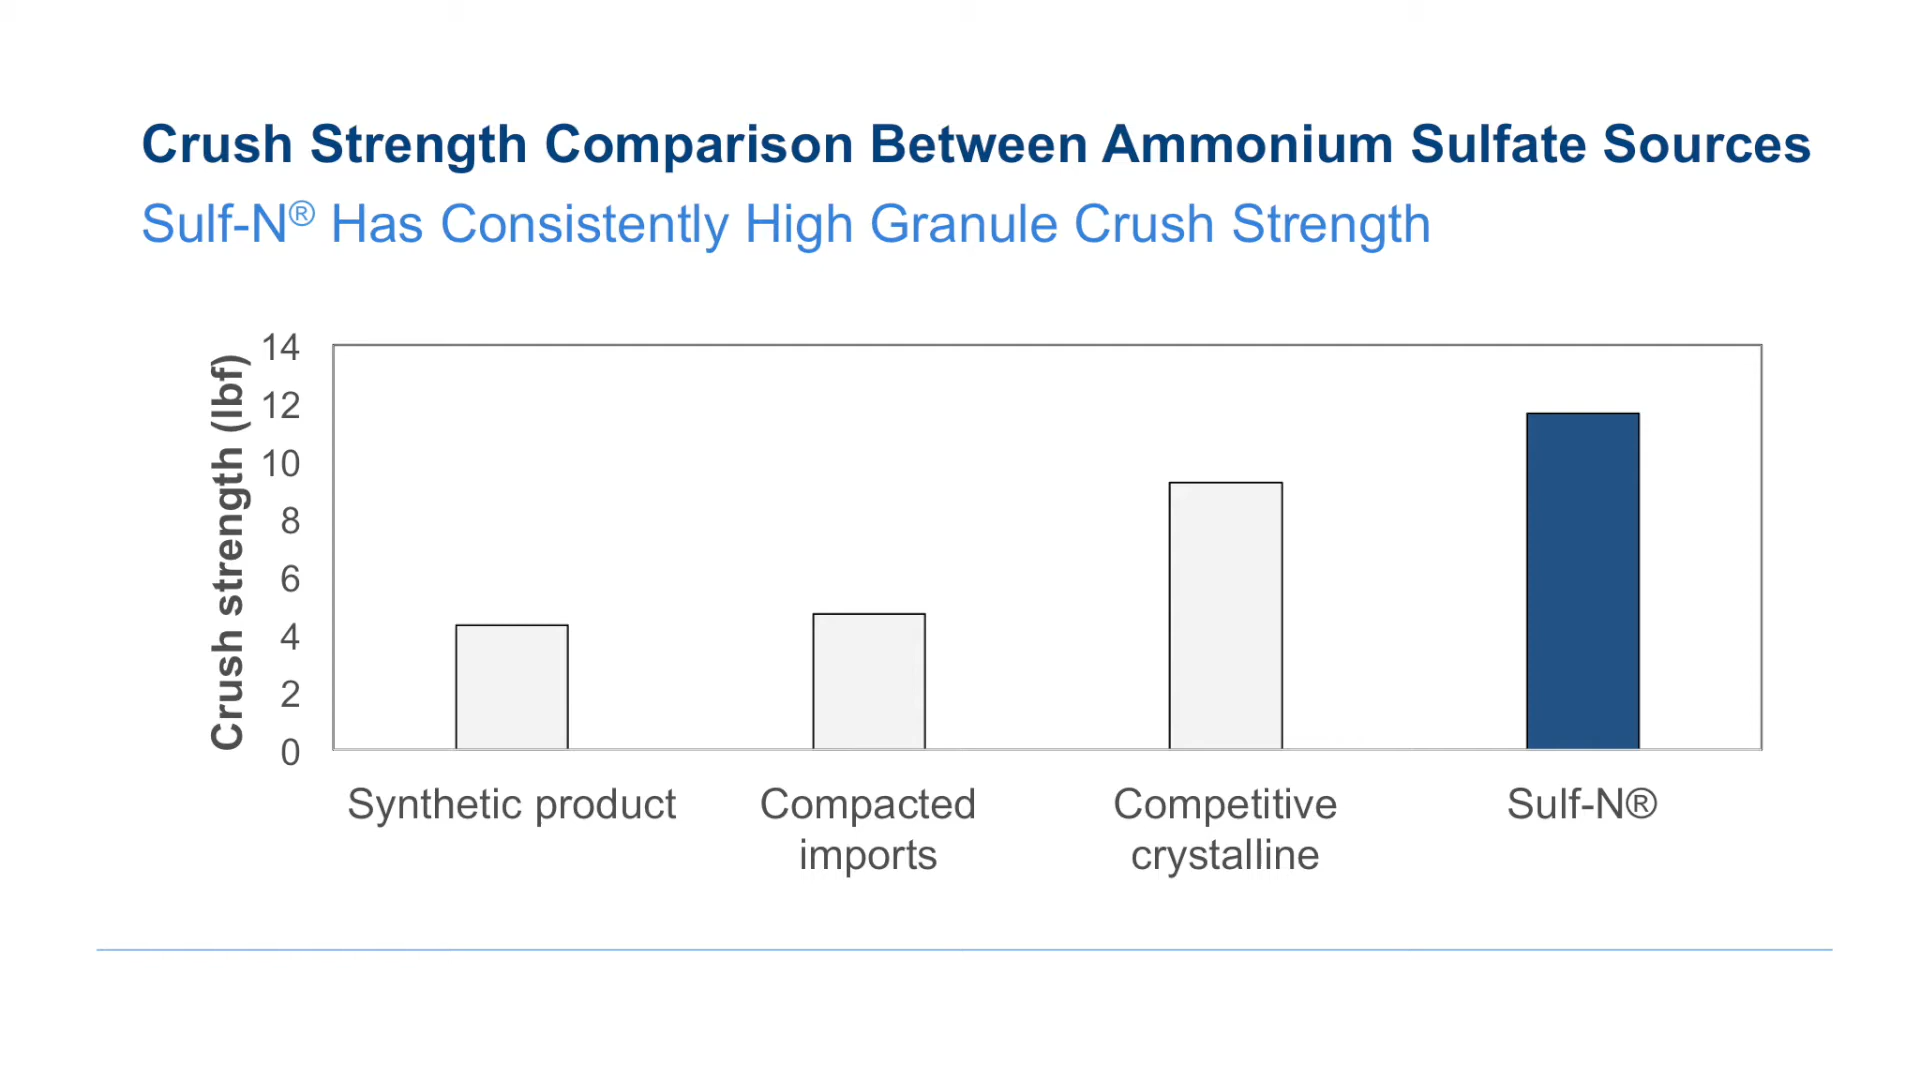 Crush Strength Comparison Between Ammonium Sulfate Sources
Sulf-N® Has Consistently High Granule Crush Strength
Crush strength (lbf)
14
12
10
8
6
4
2
0
Synthetic product
Compacted
imports
Competitive
crystalline
Sulf-N®